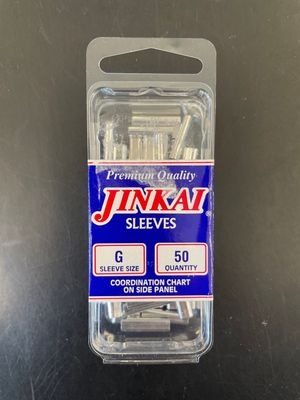 Premium Quality
JINKAI®
SLEEVES
G
SLEEVE SIZE
50
QUANTITY
COORDINATION CHART
ON SIDE PANEL